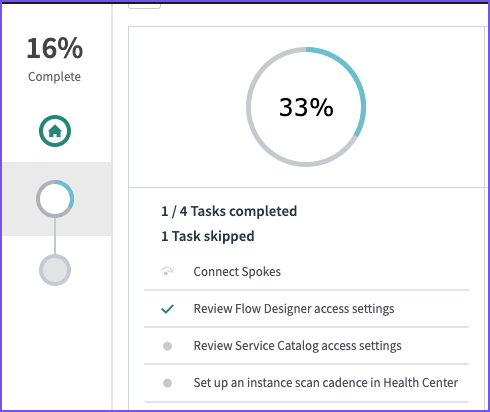 16%
Complete
33%
1 / 4 Tasks completed
1 Task skipped
Connect Spokes
Review Flow Designer access settings
Review Service Catalog access settings
Set up an instance scan cadence in Health Center